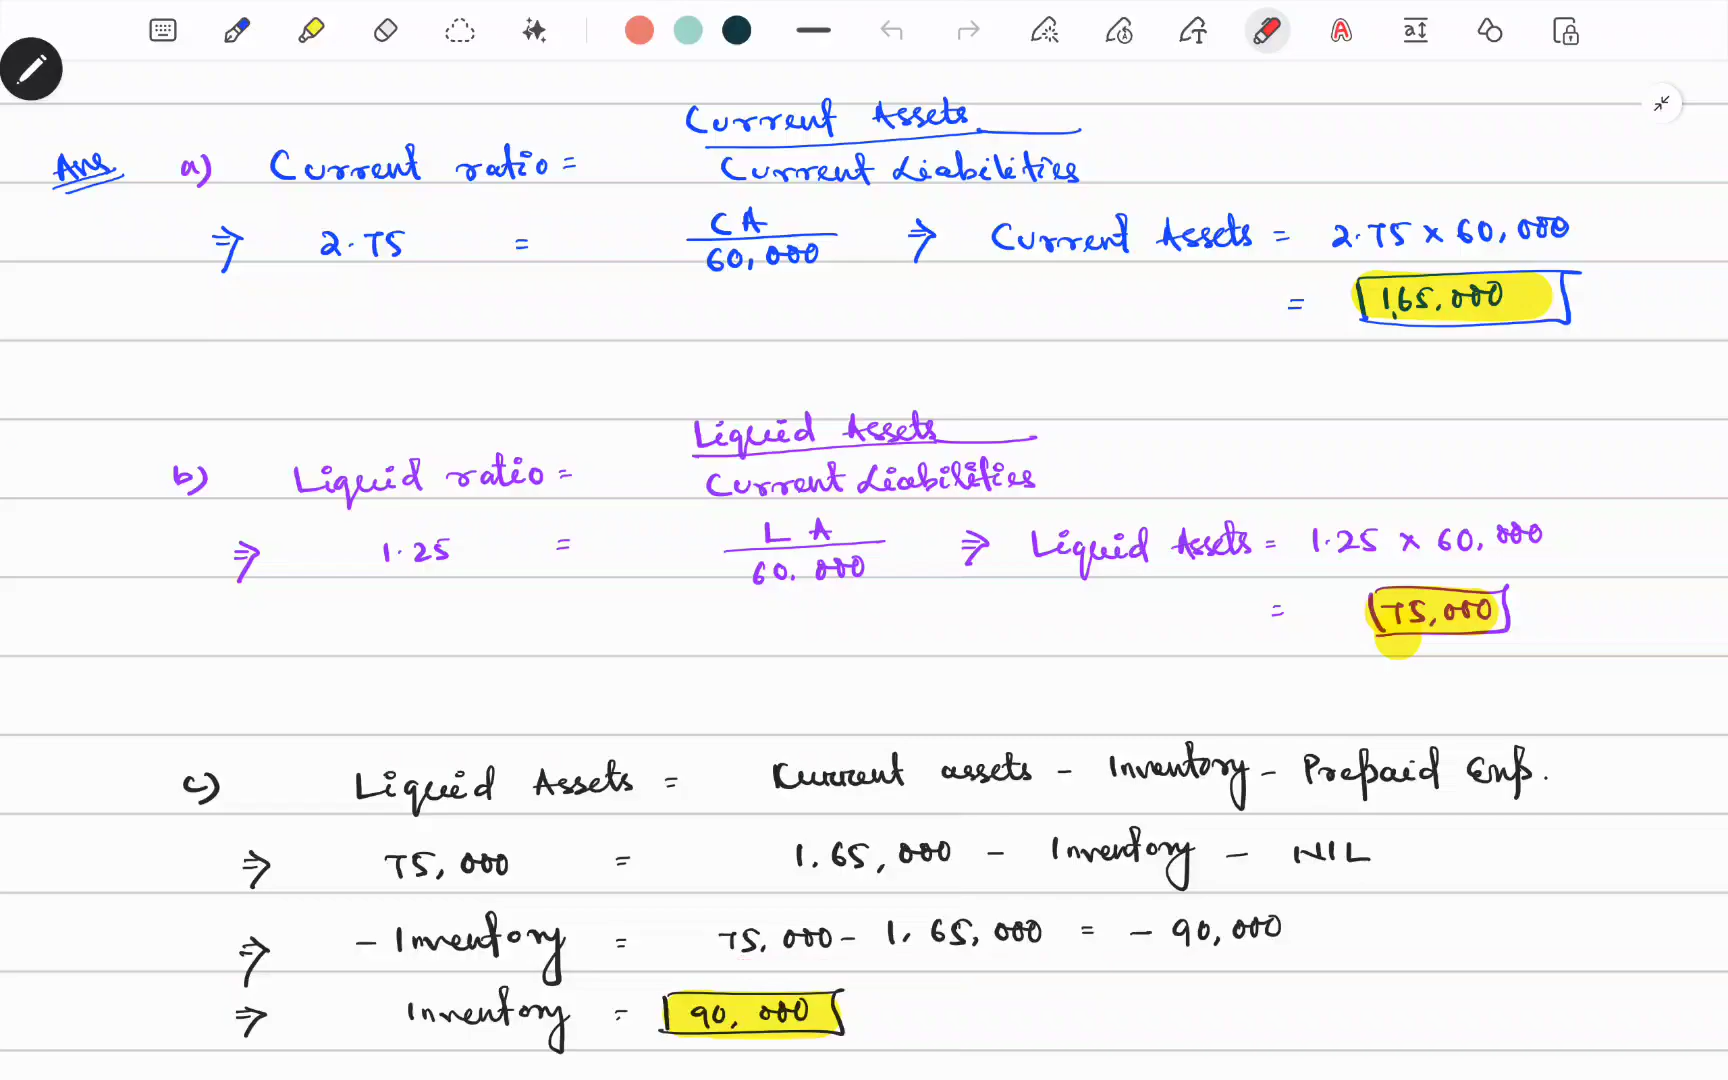 Current Assets
Ans a) Current ratio = Current Liabilities
⇒ 2.75 = CA / 60,000 ⇒ Current Assets = 2.75 × 60,000
= 1,65,000
Liquid Assets
b) Liquid ratio = Current Liabilities
⇒ 1.25 = LA / 60,000 ⇒ Liquid Assets = 1.25 × 60,000
= 75,000
c) Liquid Assets = Current assets - Inventory - Prepaid Exp.
⇒ 75,000 = 1,65,000 - Inventory - NIL
⇒ - Inventory = 75,000 - 1,65,000 = - 90,000
⇒ Inventory = 90,000